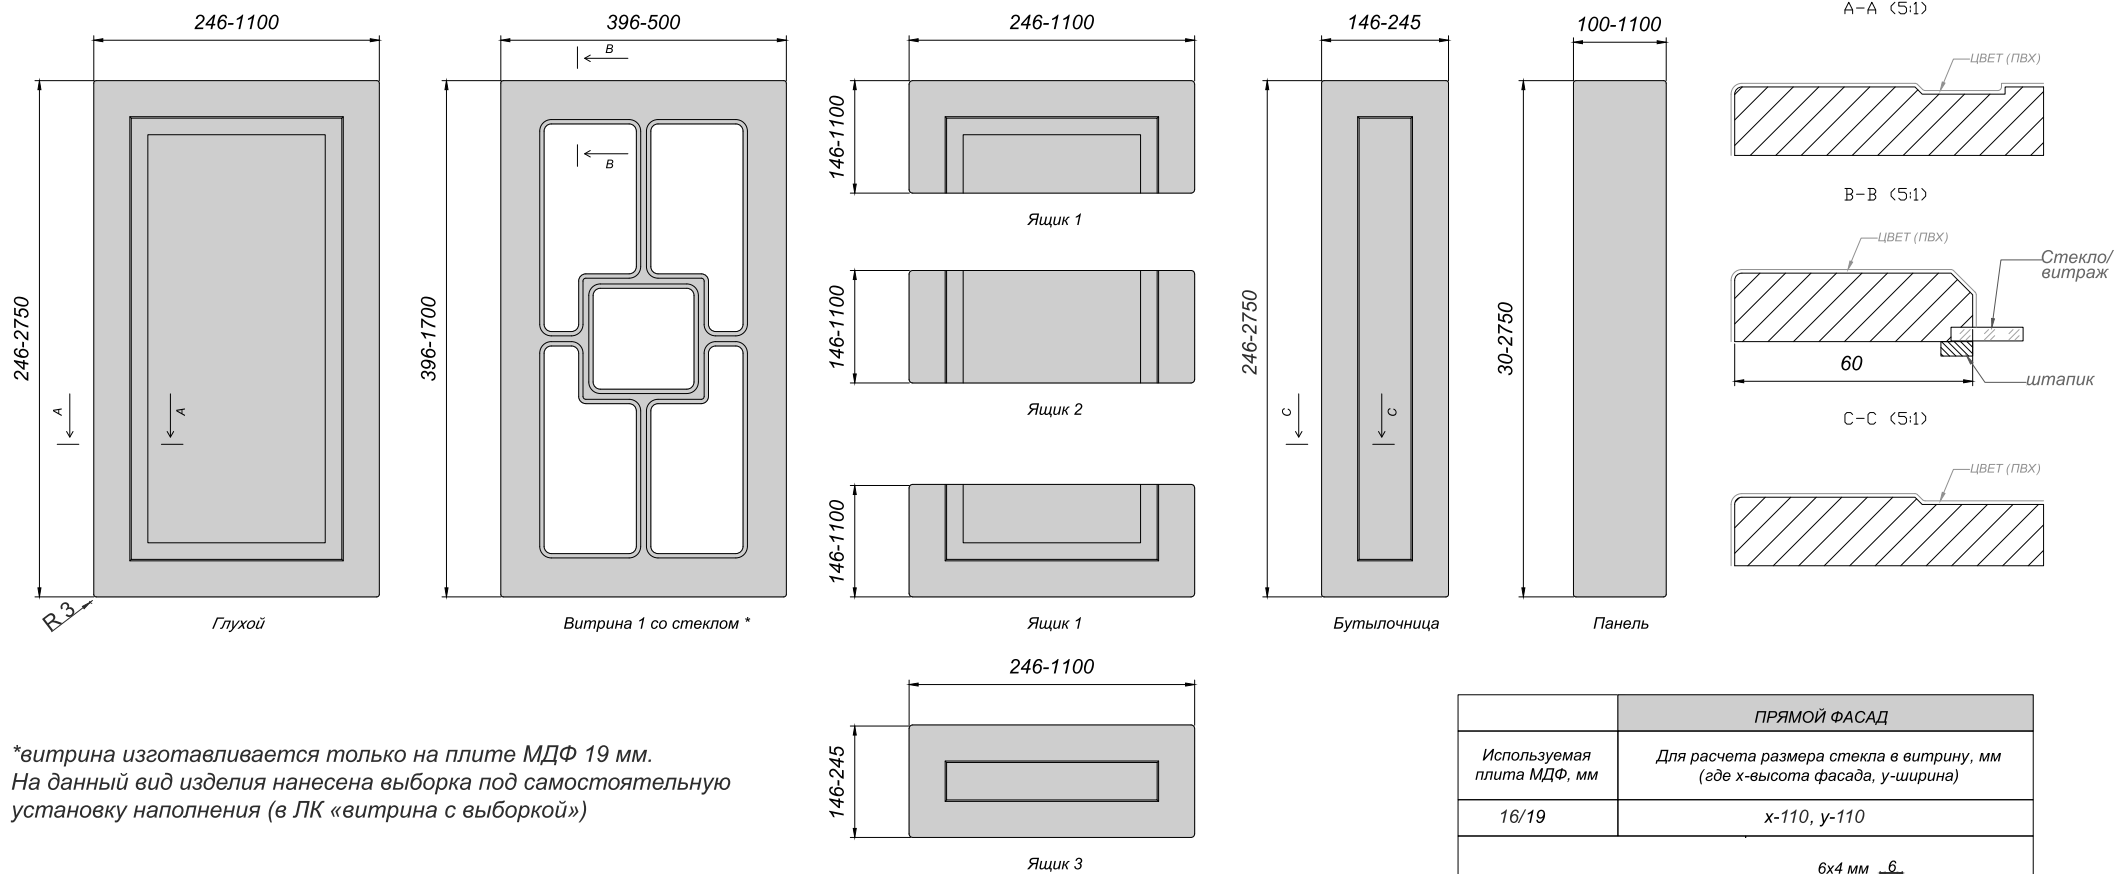 246-1100
396-500
246-1100
146-245
100-1100
A-A (5:1)
B
ЦВЕТ (ПВХ)
146-1100
B
B-B (5:1)
Ящик 1
ЦВЕТ (ПВХ)
Стекло/
витраж
246-2750
396-1700
146-1100
246-2750
30-2750
60
штапик
A
A
Ящик 2
C
C
C-C (5:1)
ЦВЕТ (ПВХ)
146-1100
R 3
Глухой
Витрина 1 со стеклом *
Ящик 1
Бутылочница
Панель
246-1100
146-245
Ящик 3
*витрина изготавливается только на плите МДФ 19 мм.
На данный вид изделия нанесена выборка под самостоятельную
установку наполнения (в ЛК «витрина с выборкой»)
ПРЯМОЙ ФАСАД
Используемая
плита МДФ, мм
Для расчета размера стекла в витрину, мм
(где х-высота фасада, у-ширина)
16/19
х-110, у-110
6х4 мм 6